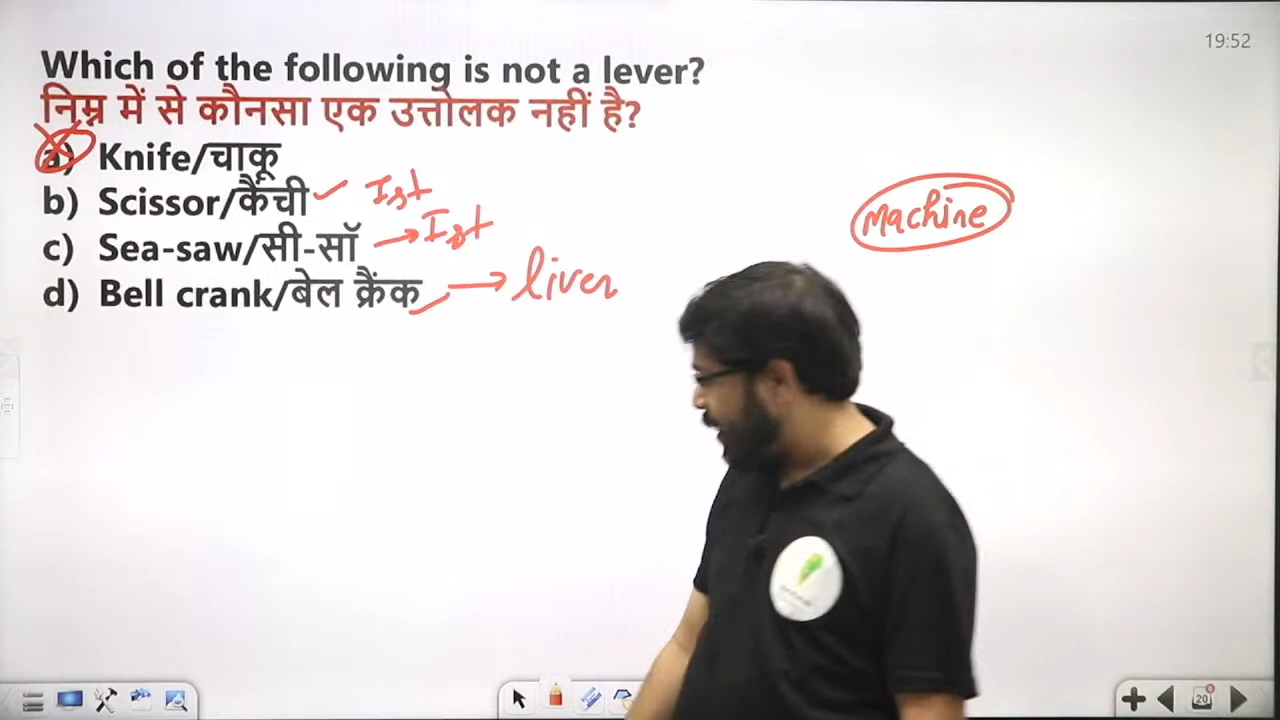 19:52
Which of the following is not a lever?
निम्न में से कौनसा एक उत्तोलक नहीं है?
a) Knife/चाकू
b) Scissor/कैंची Ist
c) Sea-saw/सी-सॉ Ist
d) Bell crank/बेल क्रैंक liver
Machine
20